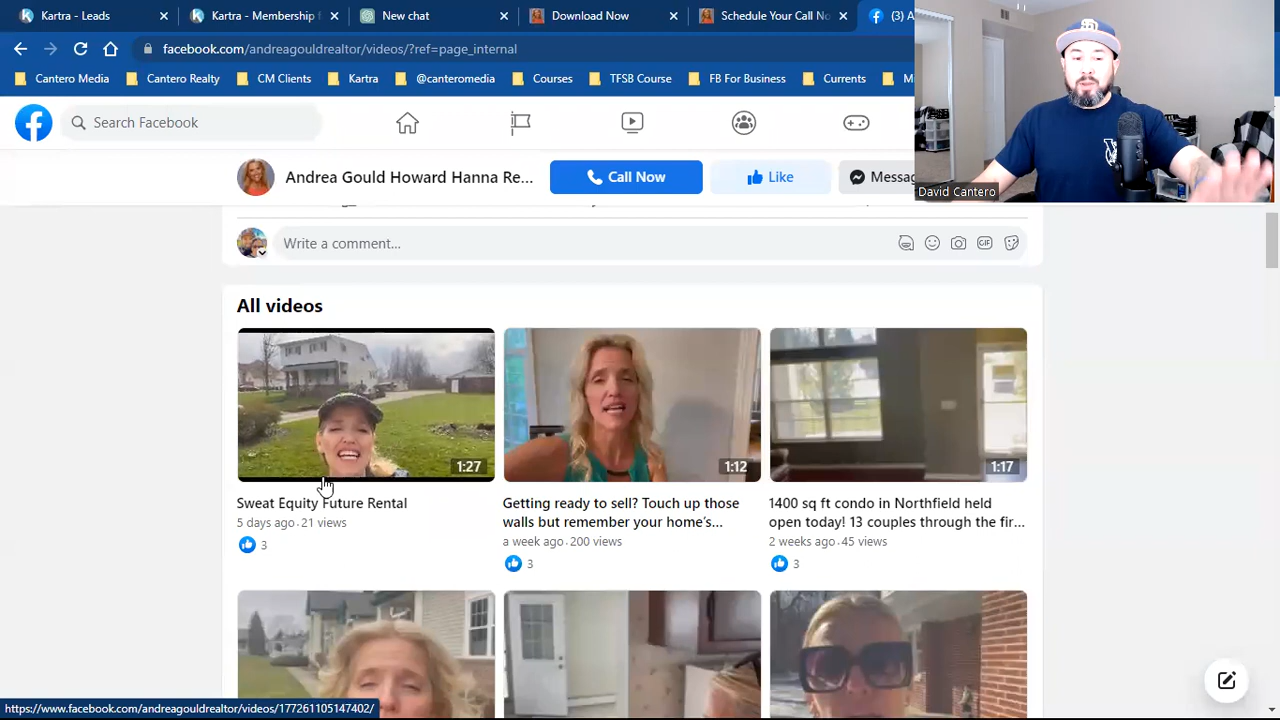 Kartra - Leads
Kartra - Membership f
New chat
Download Now
Schedule Your Call No
(3) A
facebook.com/andreagouldrealtor/videos/?ref=page_internal
Cantero Media
Cantero Realty
CM Clients
Kartra
@canteromedia
Courses
TFSB Course
FB For Business
Currents
Search Facebook
Andrea Gould Howard Hanna Re...
Call Now
Like
Messag
David Cantero
Write a comment...
GIF
All videos
1:27
1:12
1:17
Sweat Equity Future Rental
5 days ago · 21 views
3
Getting ready to sell? Touch up those
walls but remember your home's...
a week ago · 200 views
3
1400 sq ft condo in Northfield held
open today! 13 couples through the fir...
2 weeks ago · 45 views
3
https://www.facebook.com/andreagouldrealtor/videos/177261105147402/